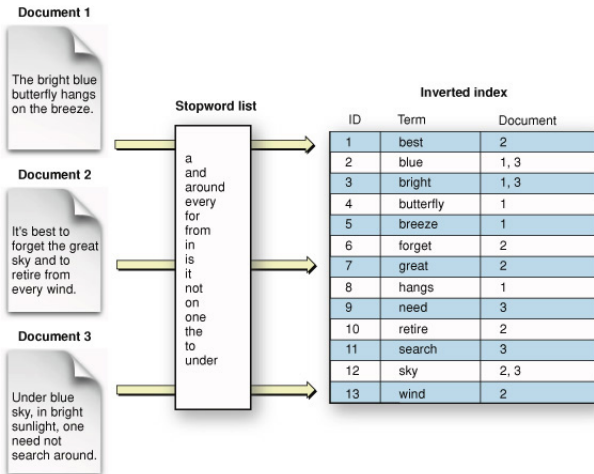 Document 1
The bright blue
butterfly hangs
on the breeze.
Document 2
It's best to
forget the great
sky and to
retire from
every wind.
Document 3
Under blue
sky, in bright
sunlight, one
need not
search around.
Stopword list
a
and
around
every
for
from
in
is
it
not
on
one
the
to
under
Inverted index
ID Term Document
1 best 2
2 blue 1, 3
3 bright 1, 3
4 butterfly 1
5 breeze 1
6 forget 2
7 great 2
8 hangs 1
9 need 3
10 retire 2
11 search 3
12 sky 2, 3
13 wind 2